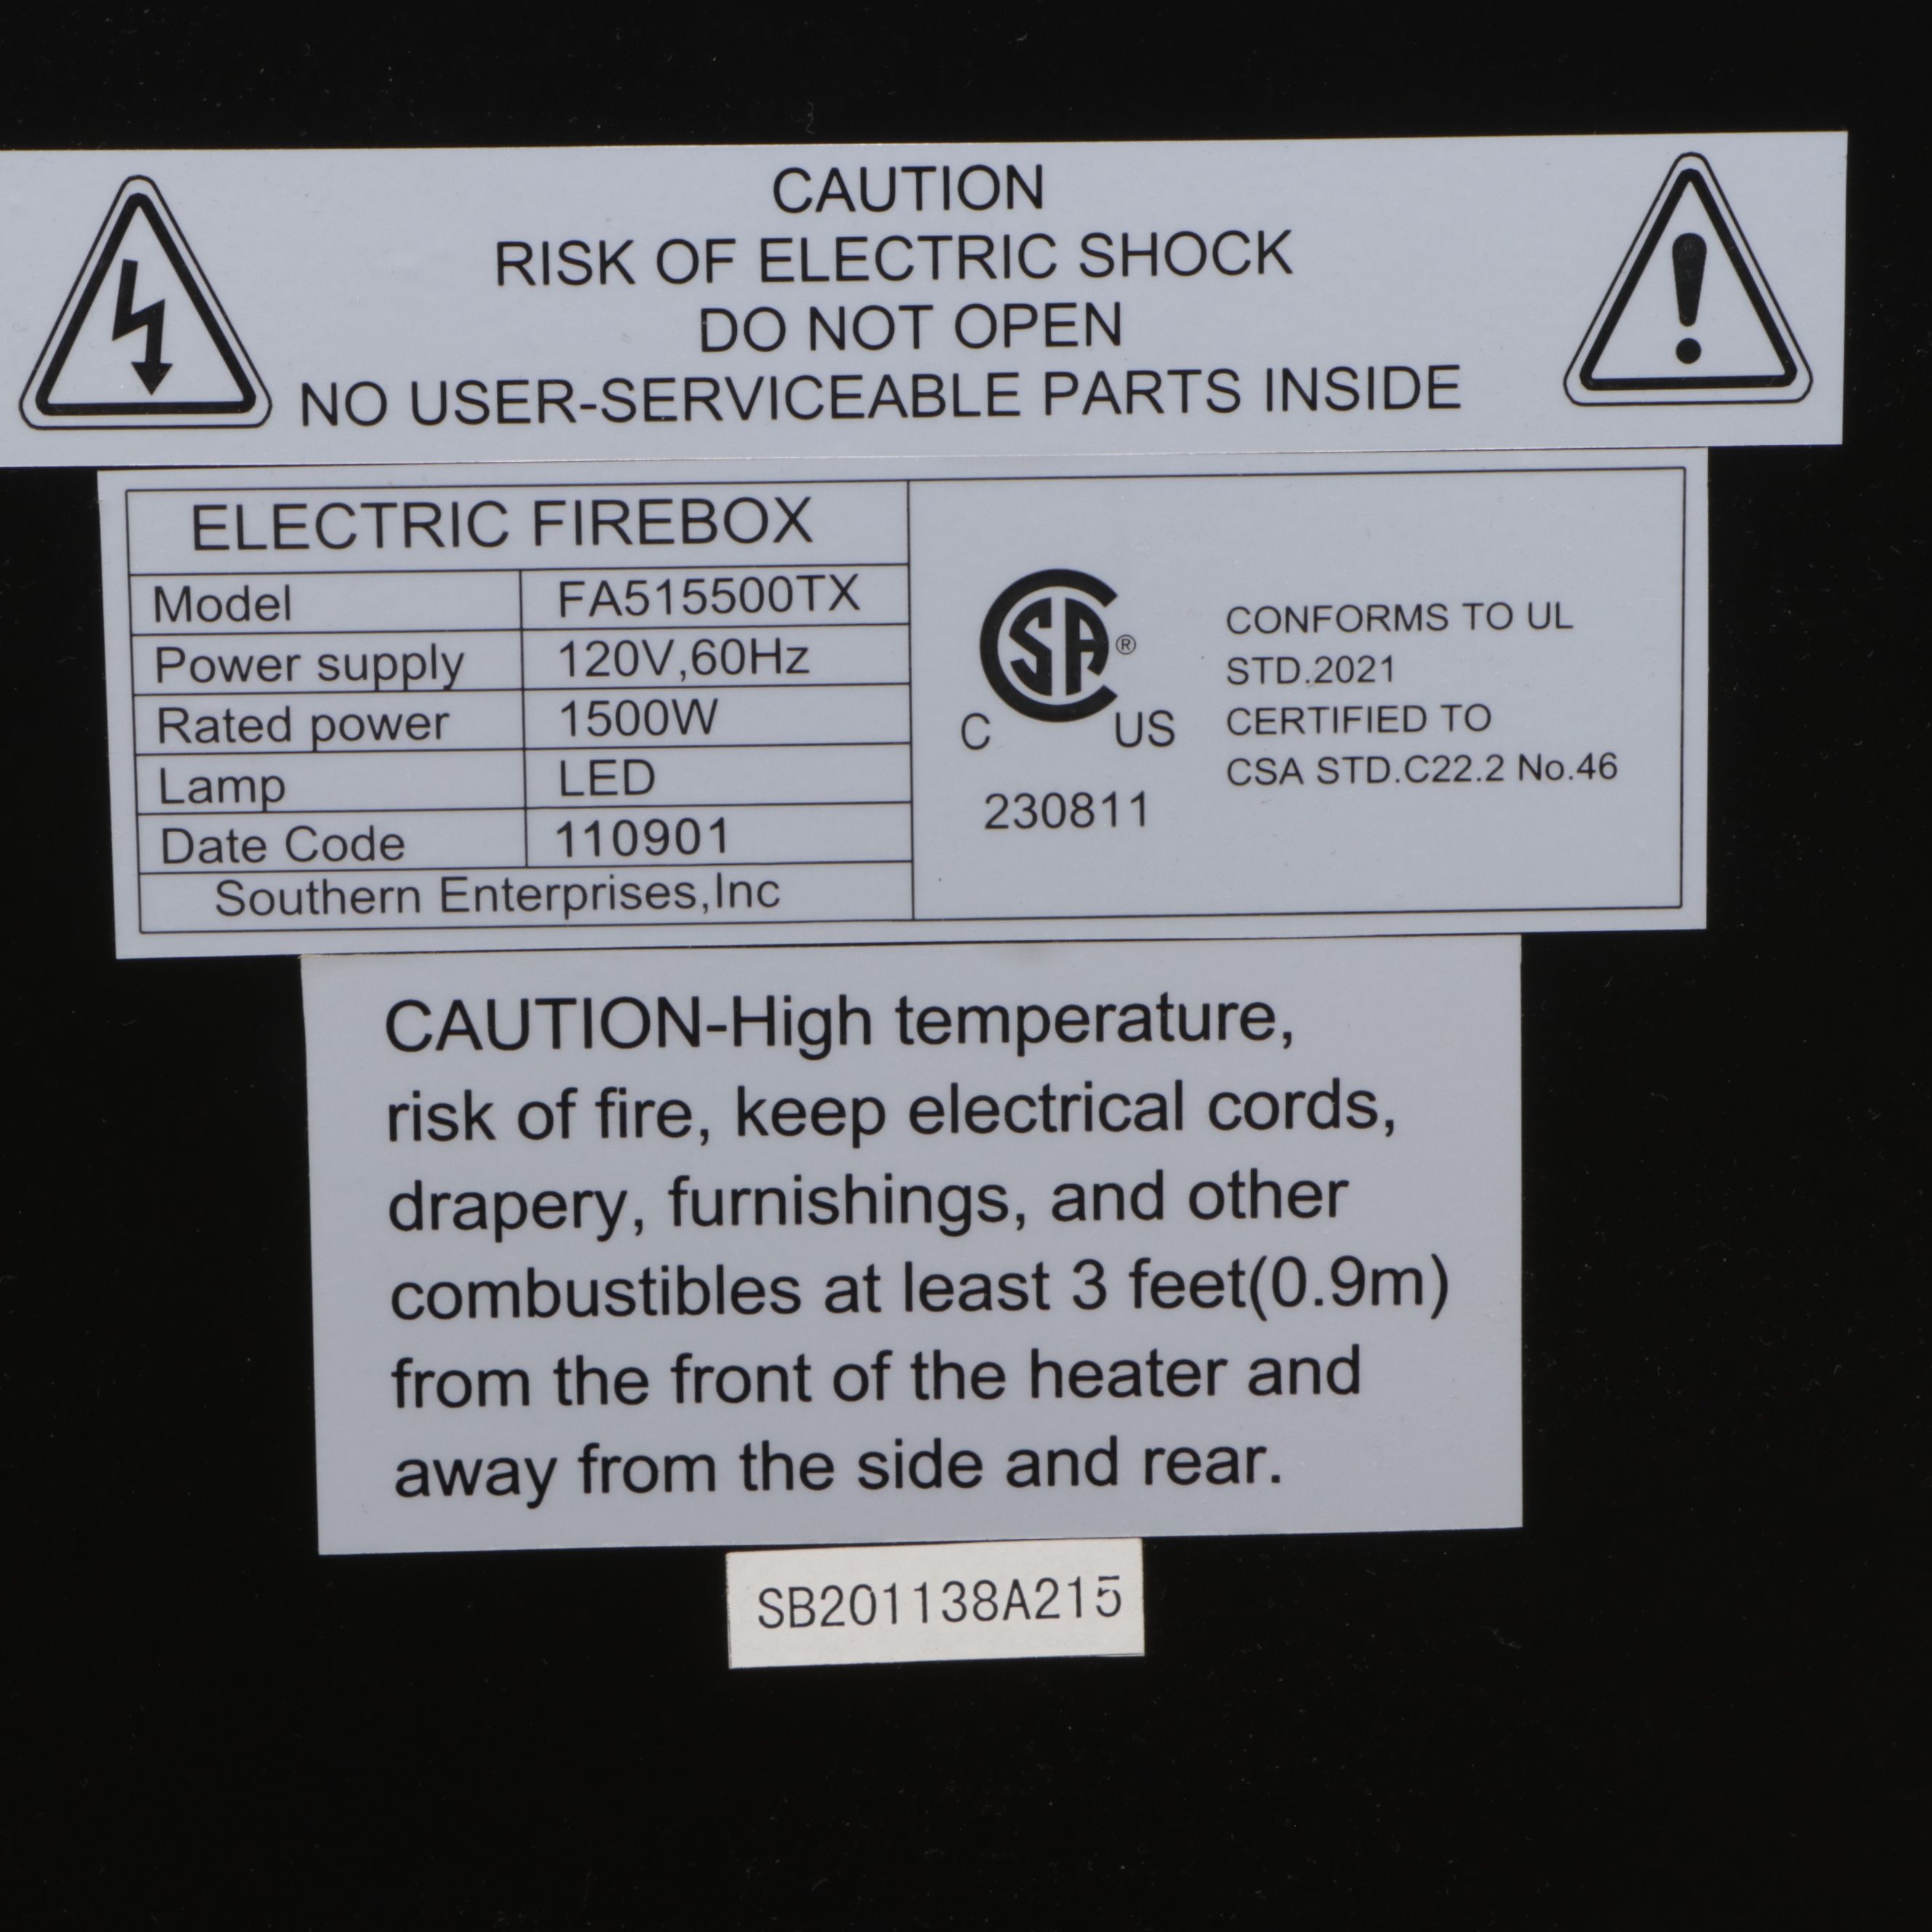 CAUTION
RISK OF ELECTRIC SHOCK
DO NOT OPEN
NO USER-SERVICEABLE PARTS INSIDE
ELECTRIC FIREBOX
Model FA515500TX
Power supply 120V,60Hz
Rated power 1500W
Lamp LED
Date Code 110901
Southern Enterprises,Inc
CSA®
C US
230811
CONFORMS TO UL
STD.2021
CERTIFIED TO
CSA STD.C22.2 No.46
CAUTION-High temperature,
risk of fire, keep electrical cords,
drapery, furnishings, and other
combustibles at least 3 feet(0.9m)
from the front of the heater and
away from the side and rear.
SB201138A215